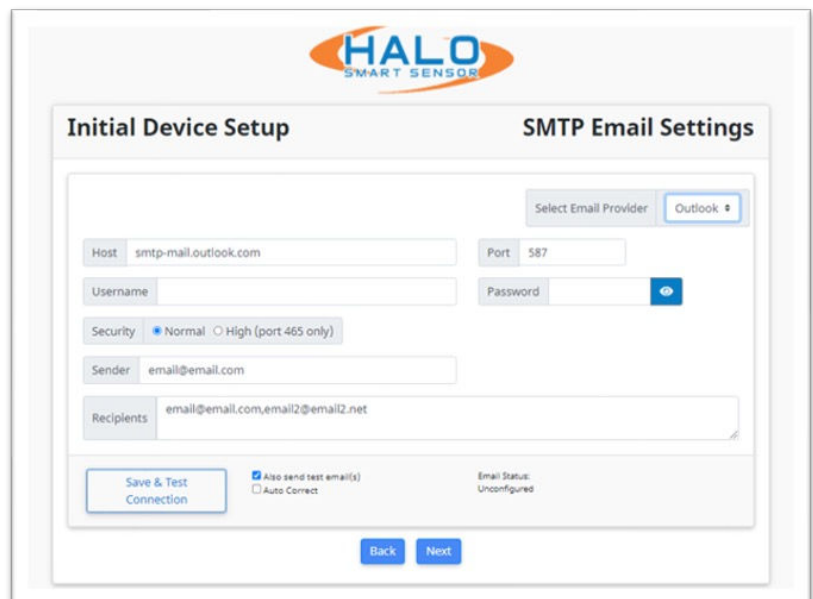 HALO
SMART SENSOR
Initial Device Setup
SMTP Email Settings
Select Email Provider
Outlook
Host smtp-mail.outlook.com
Port 587
Username
Password
Security Normal High (port 465 only)
Sender email@email.com
Recipients email@email.com,email2@email2.net
Save & Test
Connection
Also send test email(s)
Auto Correct
Email Status:
Unconfigured
Back
Next